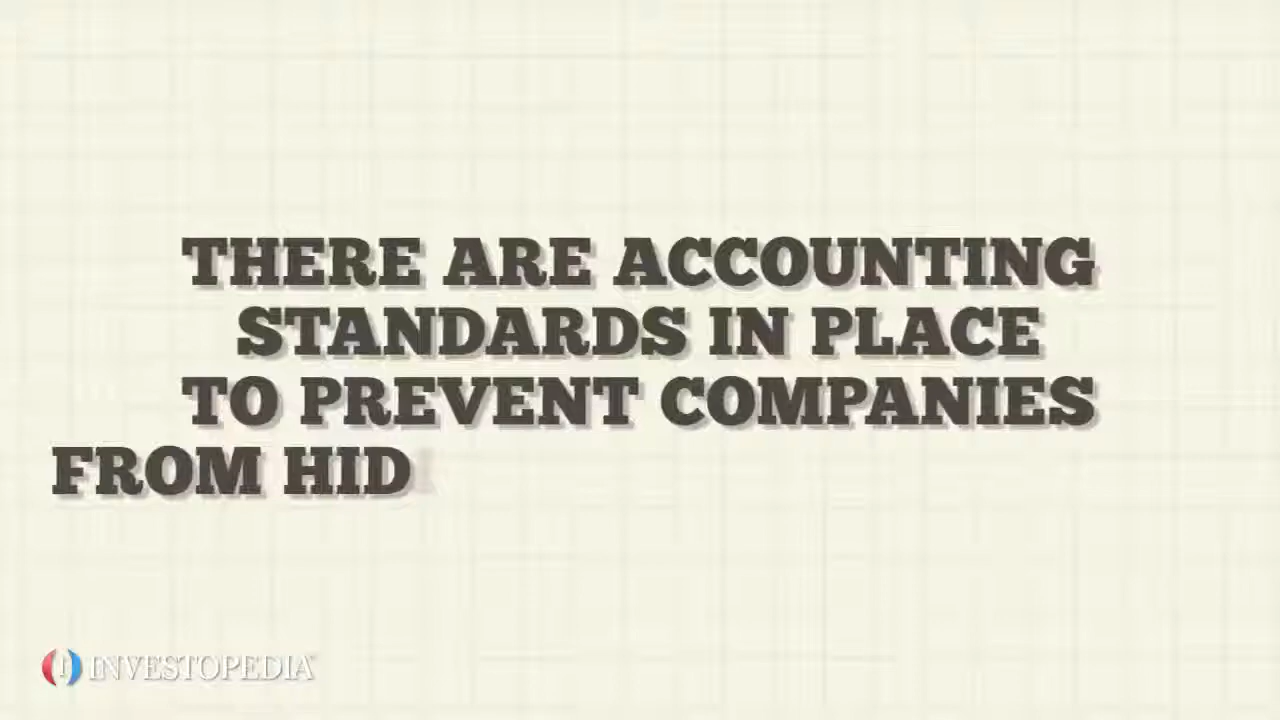 THERE ARE ACCOUNTING
STANDARDS IN PLACE
TO PREVENT COMPANIES
FROM HID
INVESTOPEDIA